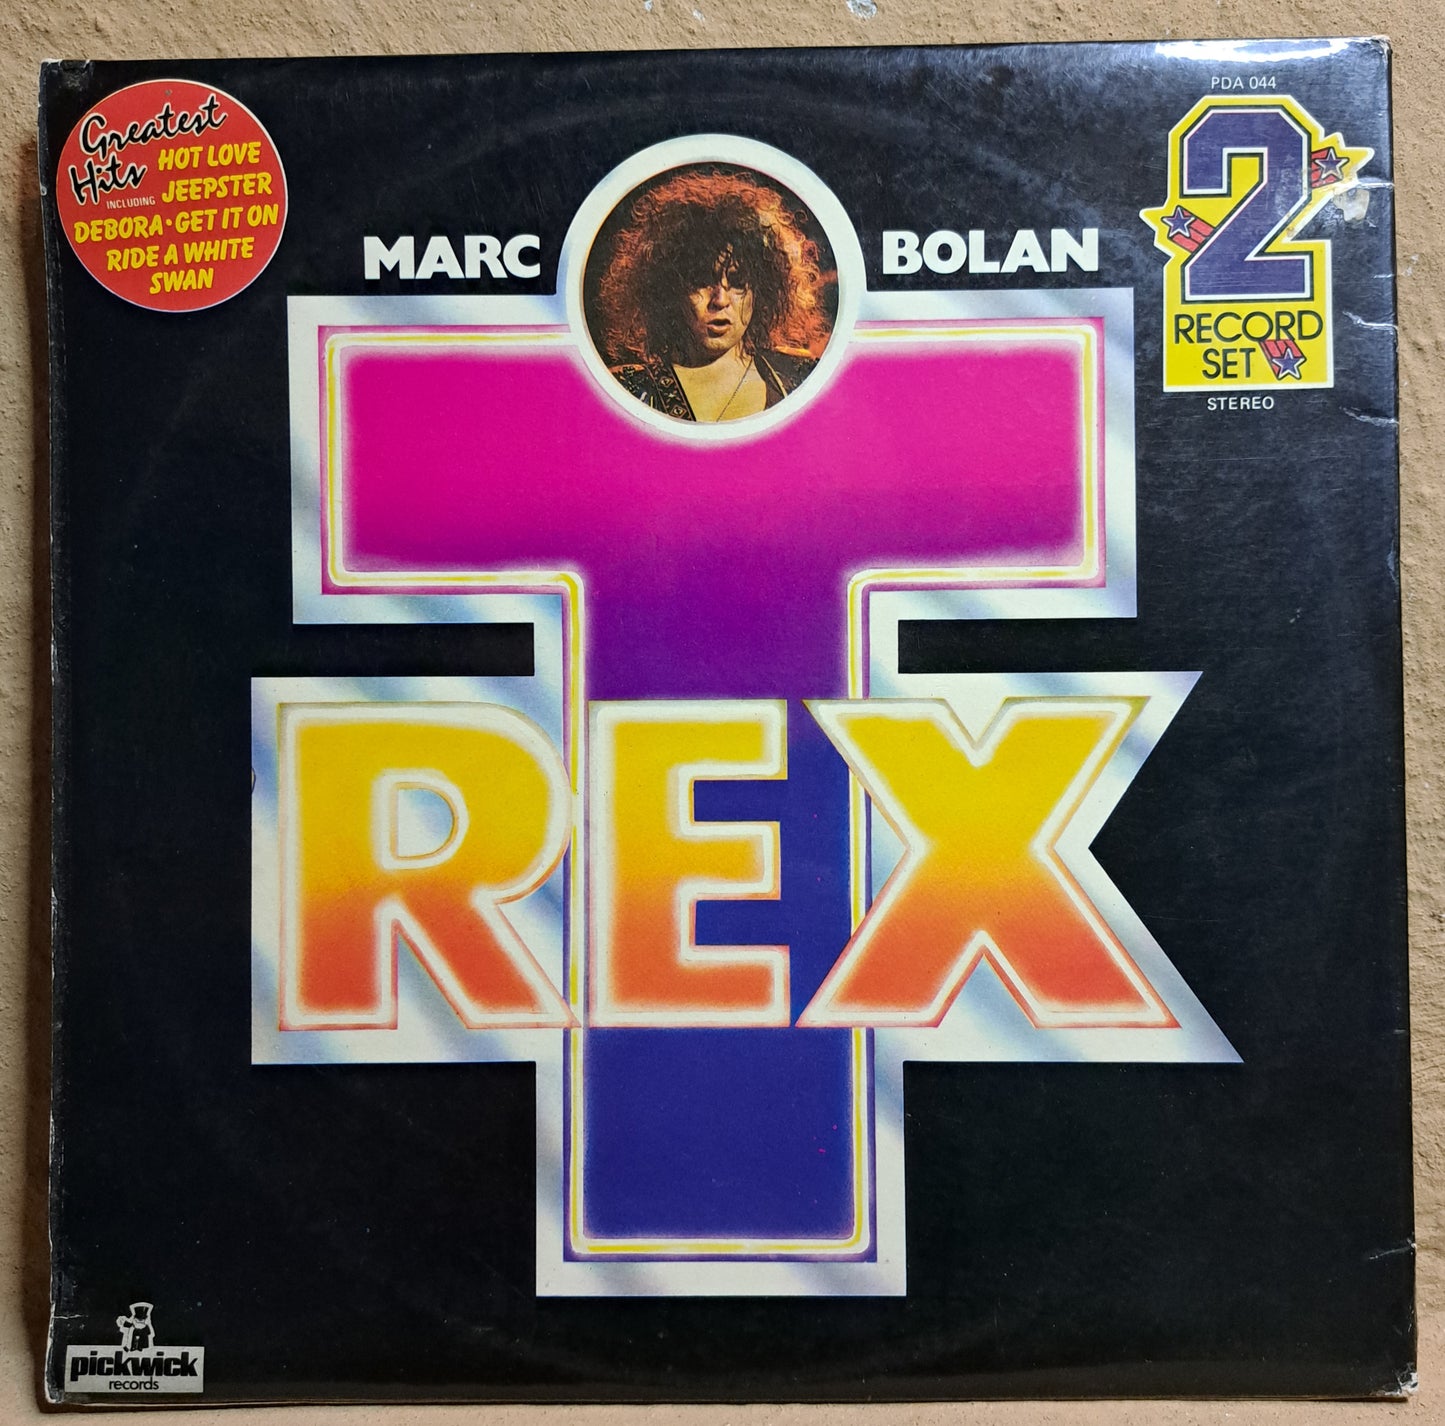 Greatest
Hits
INCLUDING
HOT LOVE
JEEPSTER
DEBORA • GET IT ON
RIDE A WHITE
SWAN
MARC BOLAN
PDA 044
2
RECORD
SET
STEREO
T
REX
pickwick
records